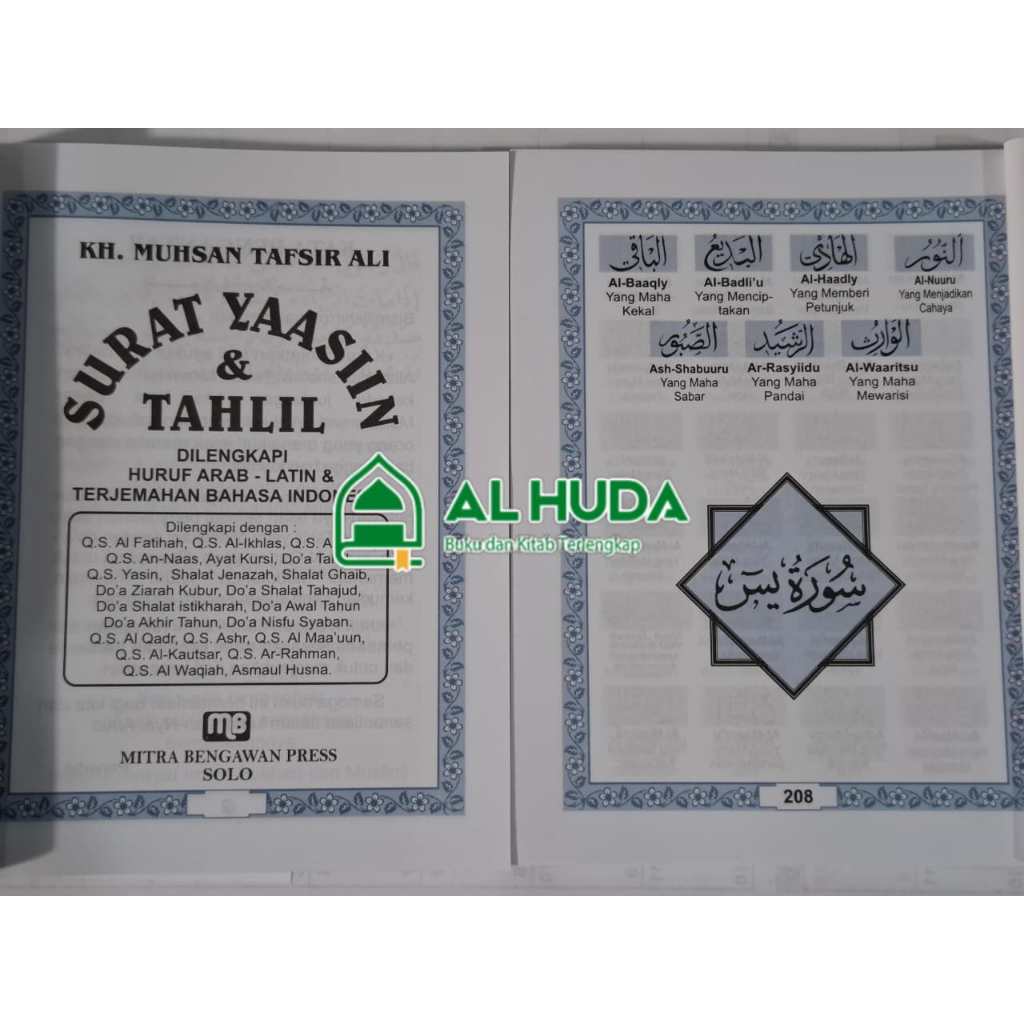 KH. MUHSAN TAFSIR ALI
SURAT YAASIIN
&
TAHLIL
DILENGKAPI
HURUF ARAB - LATIN &
TERJEMAHAN BAHASA
Dilengkapi dengan :
Q.S. Al Fatihah, Q.S. Al-Ikhlas, Q.S.
Q.S. An-Naas, Ayat Kursi, Do'a
Q.S. Yasin, Shalat Jenazah, Shalat Ghaib,
Do'a Ziarah Kubur, Do'a Shalat Tahajud,
Do'a Shalat istikharah, Do'a Awal Tahun
Do'a Akhir Tahun, Do'a Nisfu Syaban.
Q.S. Al Qadr, Q.S. Ashr, Q.S. Al Maa'uun,
Q.S. Al-Kautsar, Q.S. Ar-Rahman,
Q.S. Al Waqiah, Asmaul Husna.
MB
MITRA BENGAWAN PRESS
SOLO
AL HUDA
Buku dan Kitab Terlengkap
الباقي البديع الهادي النور
Al-Baaqly Al-Badli'u Al-Haadly Al-Nuuru
Yang Maha Yang Mencip- Yang Memberi Yang Menjadikan
Kekal takan Petunjuk Cahaya
الصبور الرشيد الوارث
Ash-Shabuuru Ar-Rasyiidu Al-Waaritsu
Yang Maha Yang Maha Yang Maha
Sabar Pandai Mewarisi
سورة يس
208